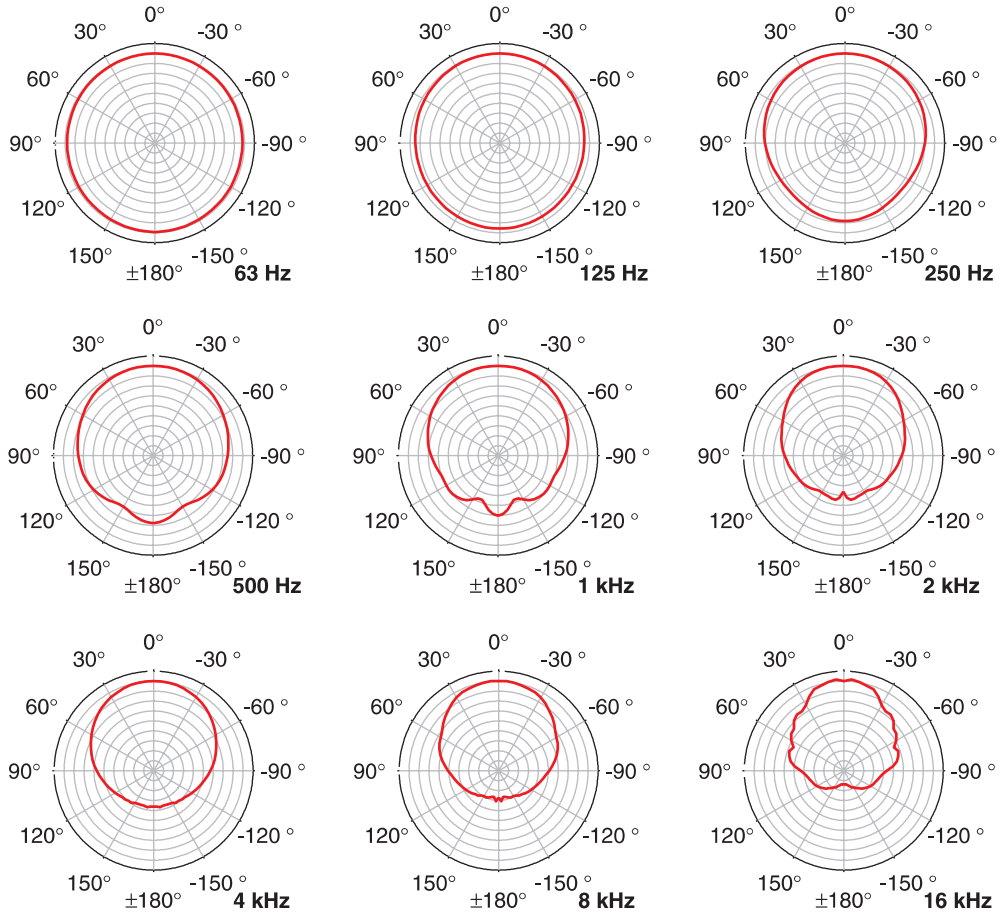 0° 0° 0°
30° -30 ° 30° -30 ° 30° -30 °
60° -60 ° 60° -60 ° 60° -60 °
90° -90 ° 90° -90 ° 90° -90 °
120° -120 ° 120° -120 ° 120° -120 °
150° -150 ° 150° -150 ° 150° -150 °
±180° 63 Hz ±180° 125 Hz ±180° 250 Hz
0° 0° 0°
30° -30 ° 30° -30 ° 30° -30 °
60° -60 ° 60° -60 ° 60° -60 °
90° -90 ° 90° -90 ° 90° -90 °
120° -120 ° 120° -120 ° 120° -120 °
150° -150 ° 150° -150 ° 150° -150 °
±180° 500 Hz ±180° 1 kHz ±180° 2 kHz
0° 0° 0°
30° -30 ° 30° -30 ° 30° -30 °
60° -60 ° 60° -60 ° 60° -60 °
90° -90 ° 90° -90 ° 90° -90 °
120° -120 ° 120° -120 ° 120° -120 °
150° -150 ° 150° -150 ° 150° -150 °
±180° 4 kHz ±180° 8 kHz ±180° 16 kHz